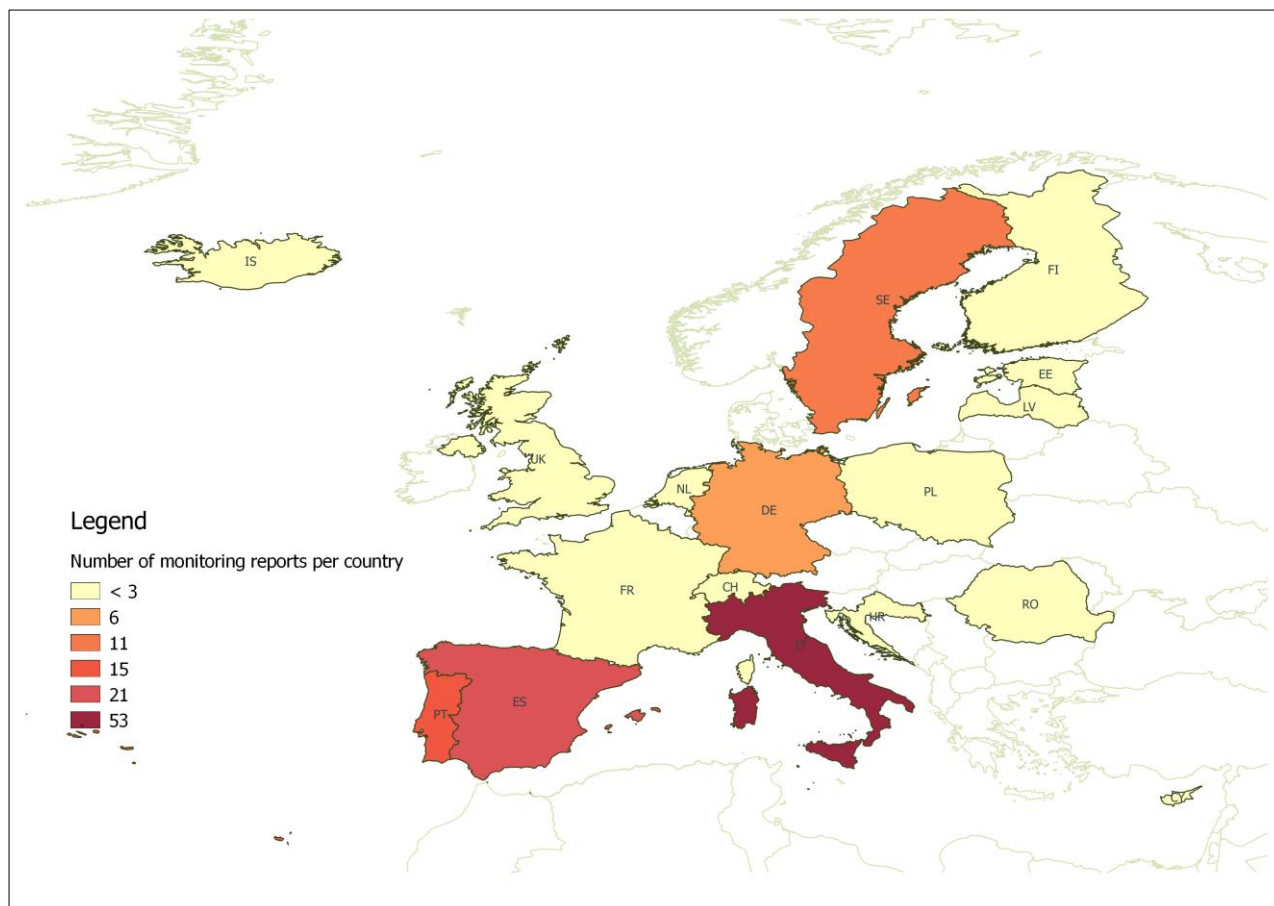 IS
FI
SE
EE
LV
UK
NL
PL
DE
Legend
Number of monitoring reports per country
< 3
6
11
15
21
53
CH
FR
RO
HR
IT
ES
PT
CY